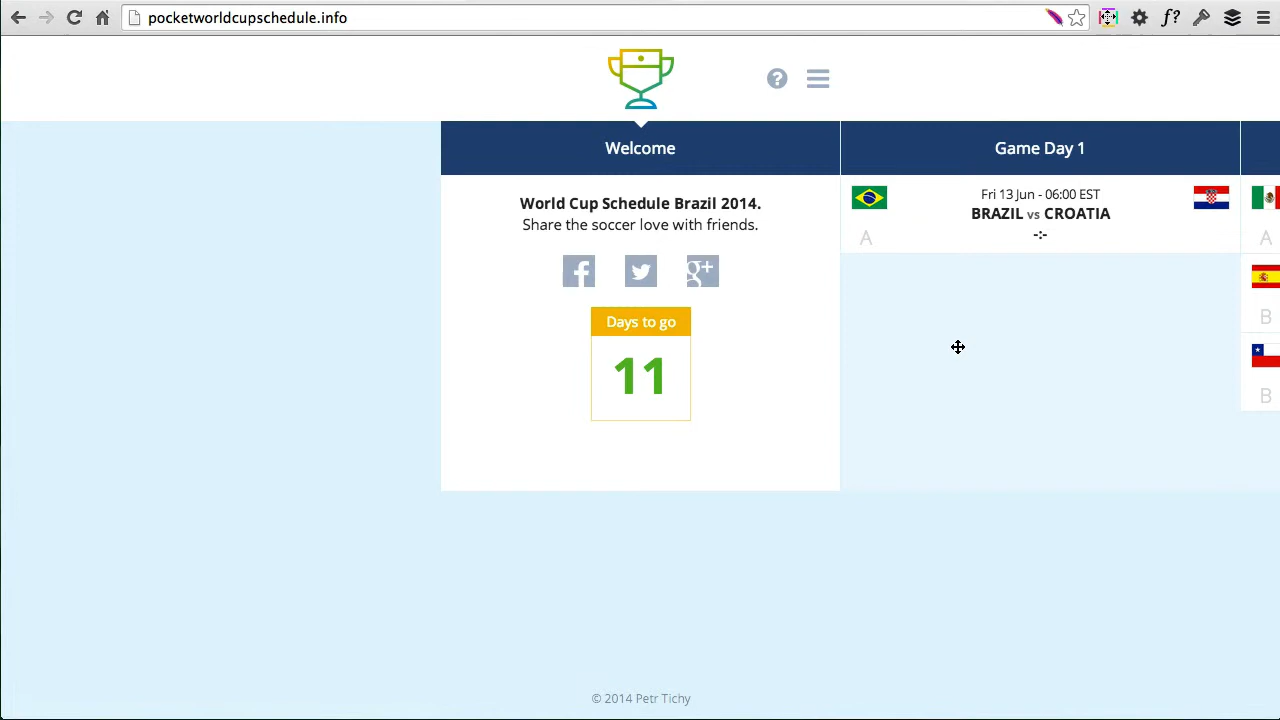 pocketworldcupschedule.info
f?
?
Welcome
Game Day 1
World Cup Schedule Brazil 2014.
Share the soccer love with friends.
f g+
Days to go
11
Fri 13 Jun - 06:00 EST
BRAZIL vs CROATIA
-:-
A
A
B
B
© 2014 Petr Tichy